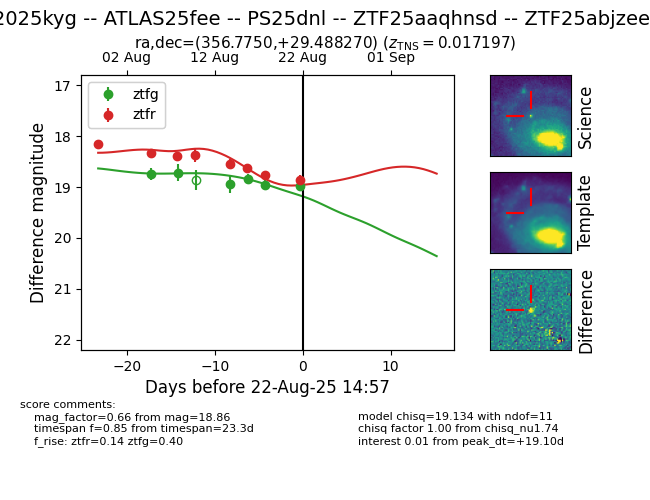 2025kyg -- ATLAS25fee -- PS25dnl -- ZTF25aaqhnsd -- ZTF25abjzee
ra,dec=(356.7750,+29.488270) (zTNS = 0.017197)
02 Aug 12 Aug 22 Aug 01 Sep
ztfg
ztfr
17
18
19
20
21
22
Difference magnitude
−20 −10 0 10
Days before 22-Aug-25 14:57
Science
Template
Difference
score comments:
mag_factor=0.66 from mag=18.86
timespan f=0.85 from timespan=23.3d
f_rise: ztfr=0.14 ztfg=0.40
model chisq=19.134 with ndof=11
chisq factor 1.00 from chisq_nu1.74
interest 0.01 from peak_dt=+19.10d